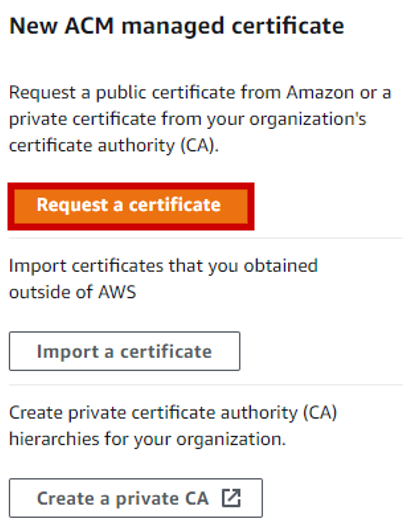 New ACM managed certificate
Request a public certificate from Amazon or a
private certificate from your organization's
certificate authority (CA).
Request a certificate
Import certificates that you obtained
outside of AWS
Import a certificate
Create private certificate authority (CA)
hierarchies for your organization.
Create a private CA